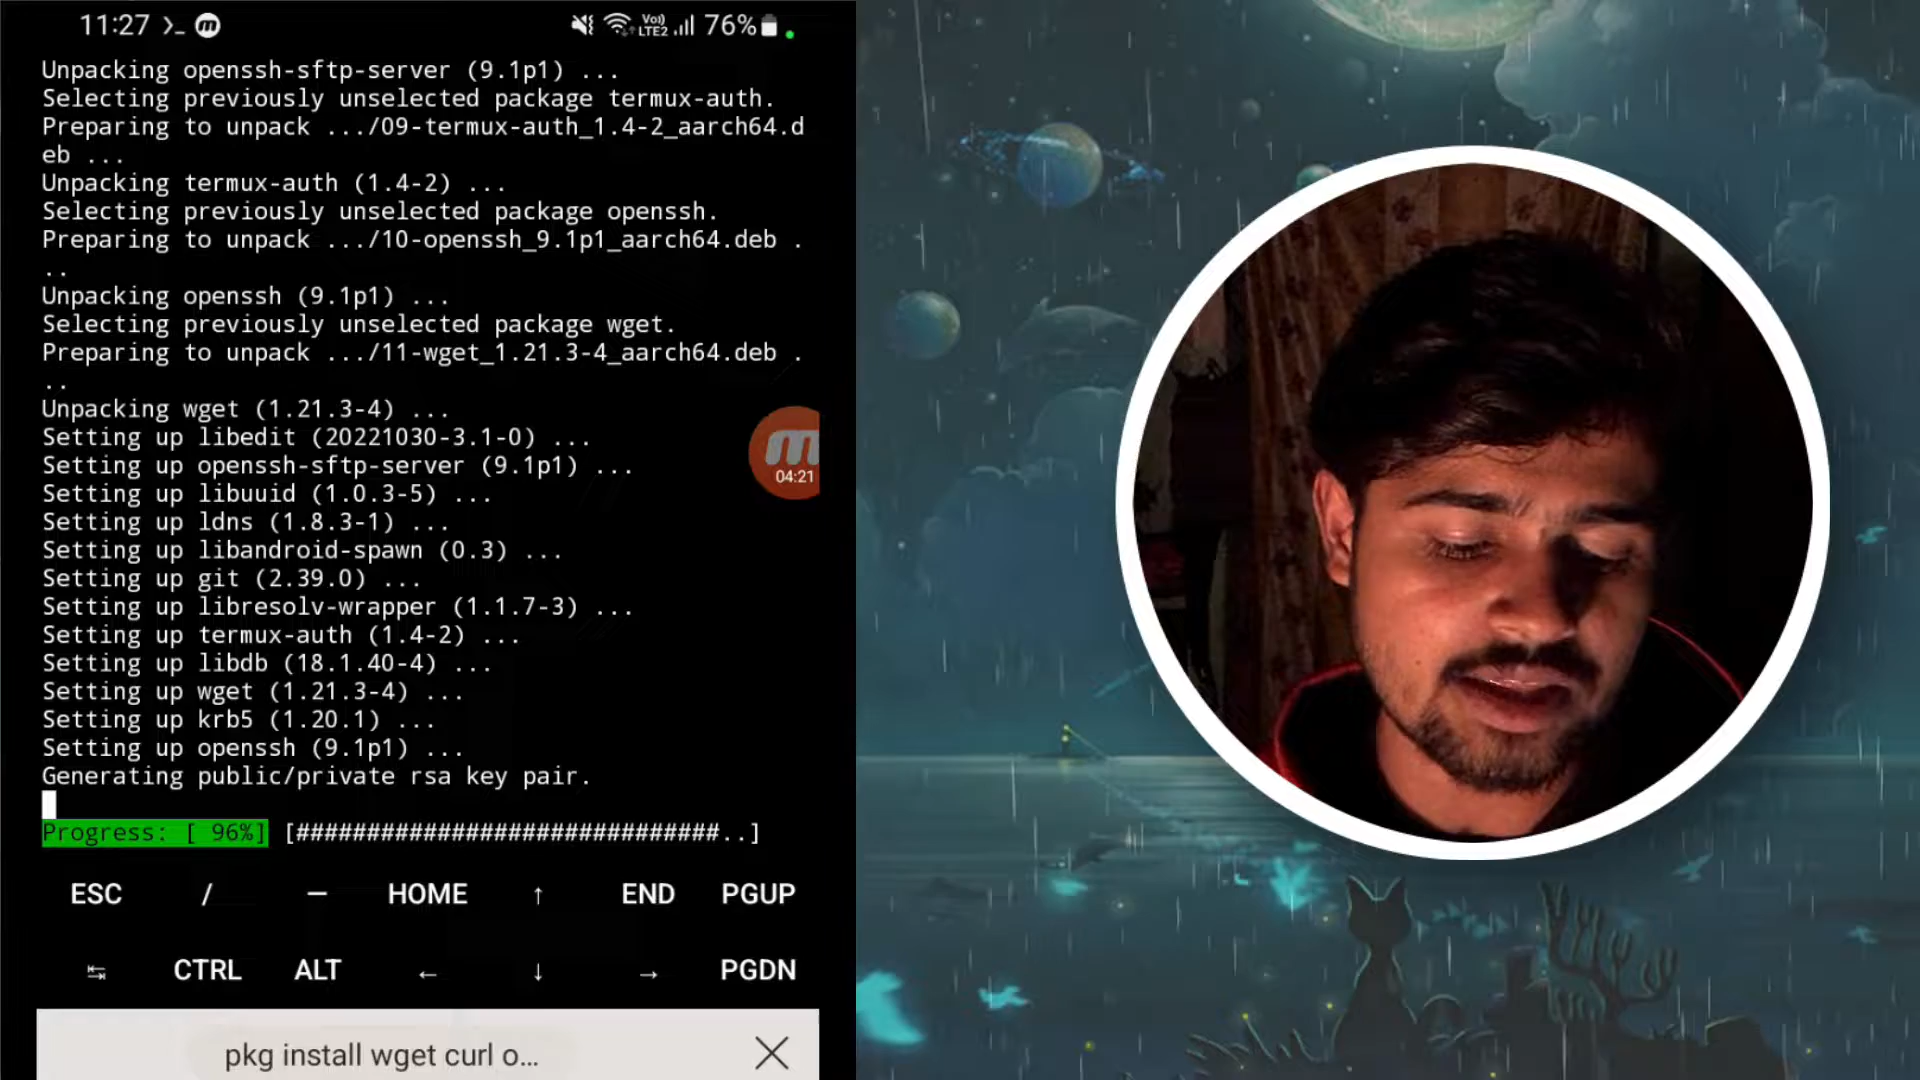 11:27 >_ m Vo) LTE2 76%
Unpacking openssh-sftp-server (9.1p1) ...
Selecting previously unselected package termux-auth.
Preparing to unpack .../09-termux-auth_1.4-2_aarch64.d
eb ...
Unpacking termux-auth (1.4-2) ...
Selecting previously unselected package openssh.
Preparing to unpack .../10-openssh_9.1p1_aarch64.deb .
..
Unpacking openssh (9.1p1) ...
Selecting previously unselected package wget.
Preparing to unpack .../11-wget_1.21.3-4_aarch64.deb .
..
Unpacking wget (1.21.3-4) ...
Setting up libedit (20221030-3.1-0) ...
m
Setting up openssh-sftp-server (9.1p1) ...
04:21
Setting up libuuid (1.0.3-5) ...
Setting up ldns (1.8.3-1) ...
Setting up libandroid-spawn (0.3) ...
Setting up git (2.39.0) ...
Setting up libresolv-wrapper (1.1.7-3) ...
Setting up termux-auth (1.4-2) ...
Setting up libdb (18.1.40-4) ...
Setting up wget (1.21.3-4) ...
Setting up krb5 (1.20.1) ...
Setting up openssh (9.1p1) ...
Generating public/private rsa key pair.
Progress: [ 96%] [##############################..]
ESC / — HOME ↑ END PGUP
↹ CTRL ALT ← ↓ → PGDN
pkg install wget curl o...